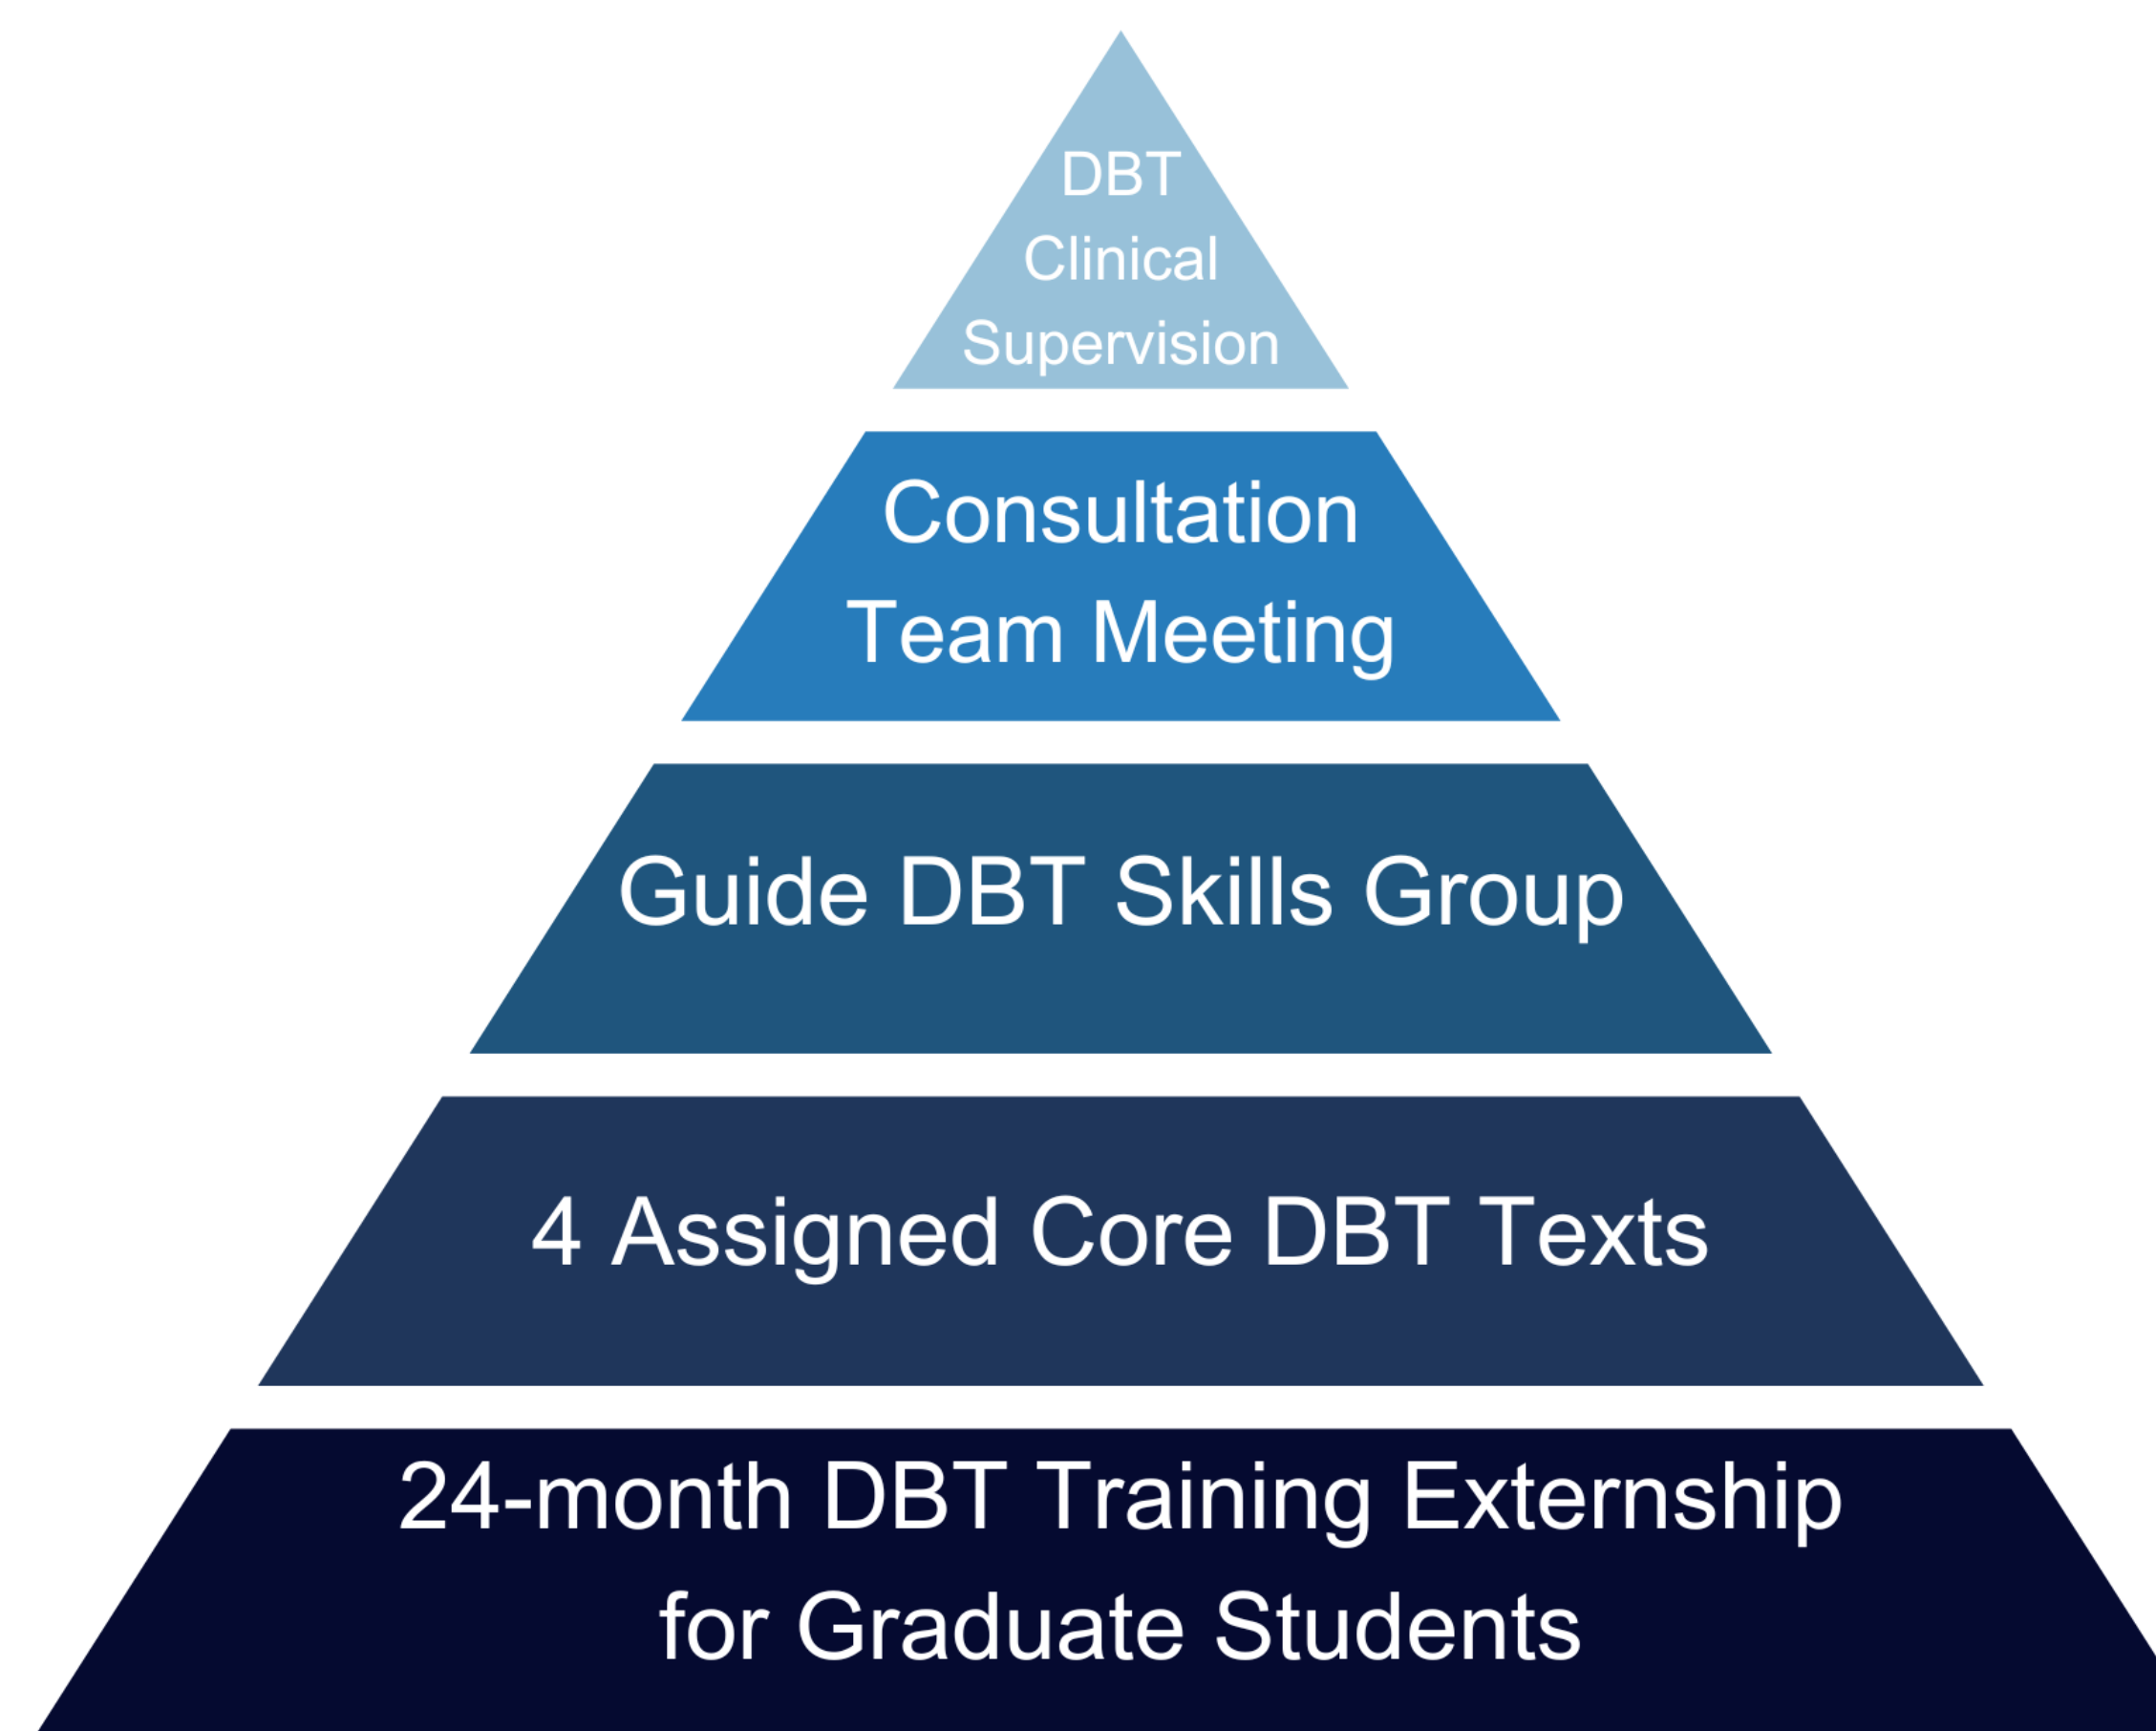 DBT
Clinical
Supervision
Consultation
Team Meeting
Guide DBT Skills Group
4 Assigned Core DBT Texts
24-month DBT Training Externship
for Graduate Students